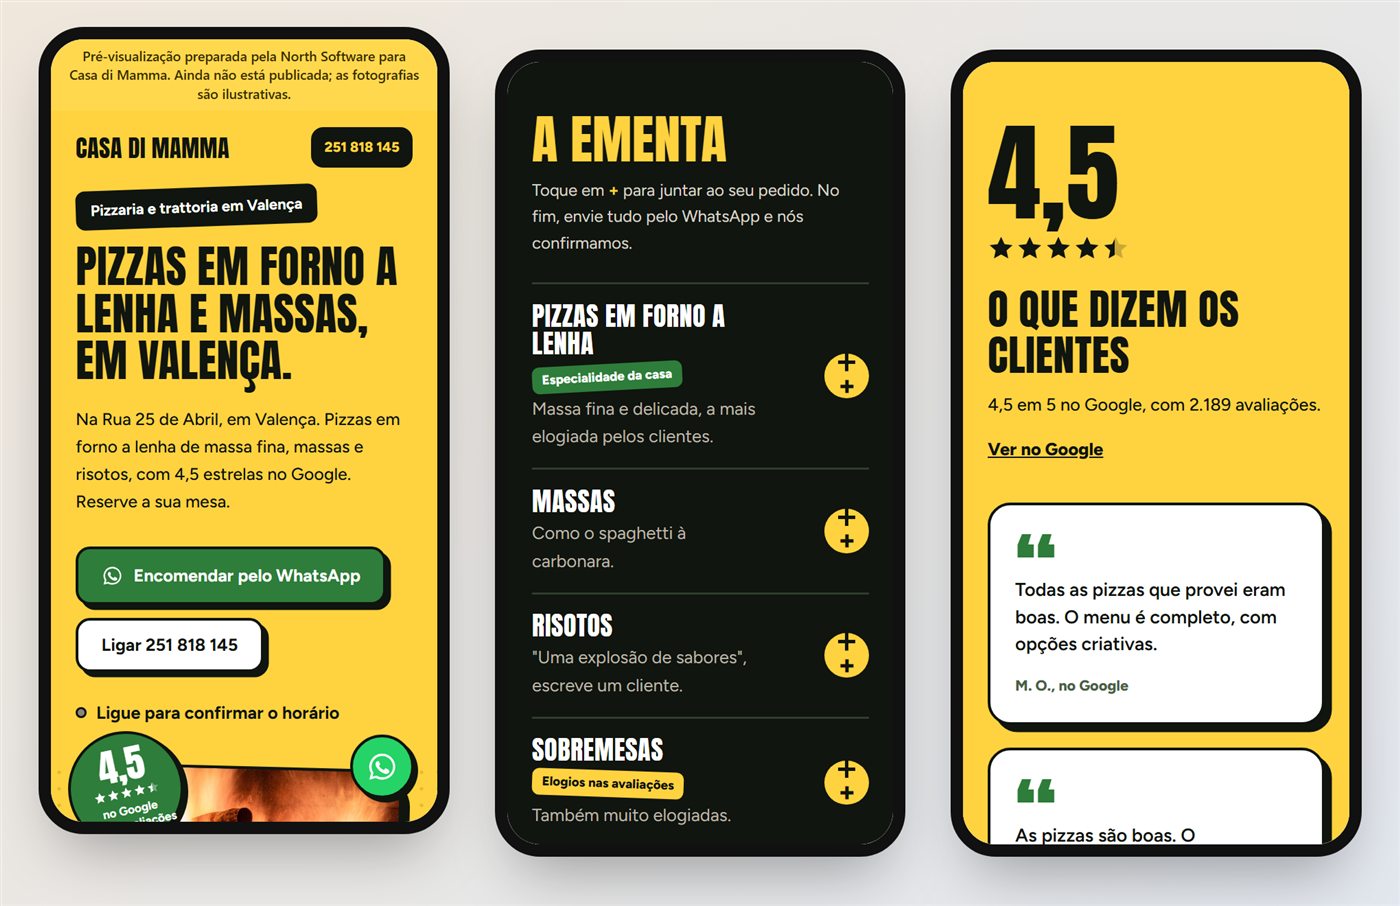 Pré-visualização preparada pela North Software para
Casa di Mamma. Ainda não está publicada; as fotografias
são ilustrativas.
CASA DI MAMMA
251 818 145
Pizzaria e trattoria em Valença
PIZZAS EM FORNO A
LENHA E MASSAS,
EM VALENÇA.
Na Rua 25 de Abril, em Valença. Pizzas em
forno a lenha de massa fina, massas e
risotos, com 4,5 estrelas no Google.
Reserve a sua mesa.
Encomendar pelo WhatsApp
Ligar 251 818 145
Ligue para confirmar o horário
4,5
no Google
A EMENTA
Toque em + para juntar ao seu pedido. No
fim, envie tudo pelo WhatsApp e nós
confirmamos.
PIZZAS EM FORNO A
LENHA
Especialidade da casa
Massa fina e delicada, a mais
elogiada pelos clientes.
+
+
MASSAS
Como o spaghetti à
carbonara.
+
+
RISOTOS
"Uma explosão de sabores",
escreve um cliente.
+
+
SOBREMESAS
Elogios nas avaliações
Também muito elogiadas.
+
+
4,5
O QUE DIZEM OS
CLIENTES
4,5 em 5 no Google, com 2.189 avaliações.
Ver no Google
Todas as pizzas que provei eram
boas. O menu é completo, com
opções criativas.
M. O., no Google
As pizzas são boas. O